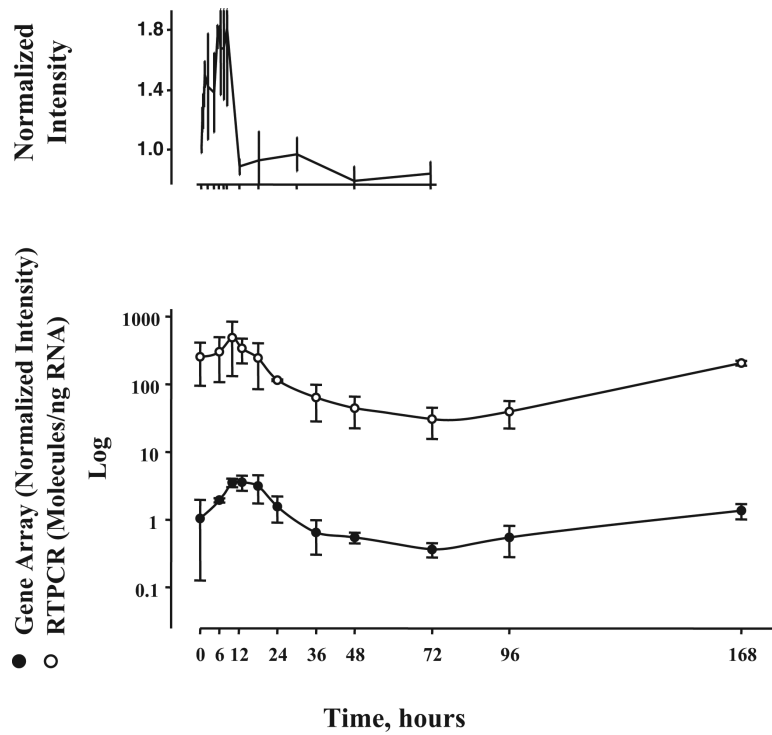 Normalized
Intensity
1.8
1.4
1.0
● Gene Array (Normalized Intensity)
○ RTPCR (Molecules/ng RNA)
Log
1000
100
10
1
0.1
0 6 12 24 36 48 72 96 168
Time, hours